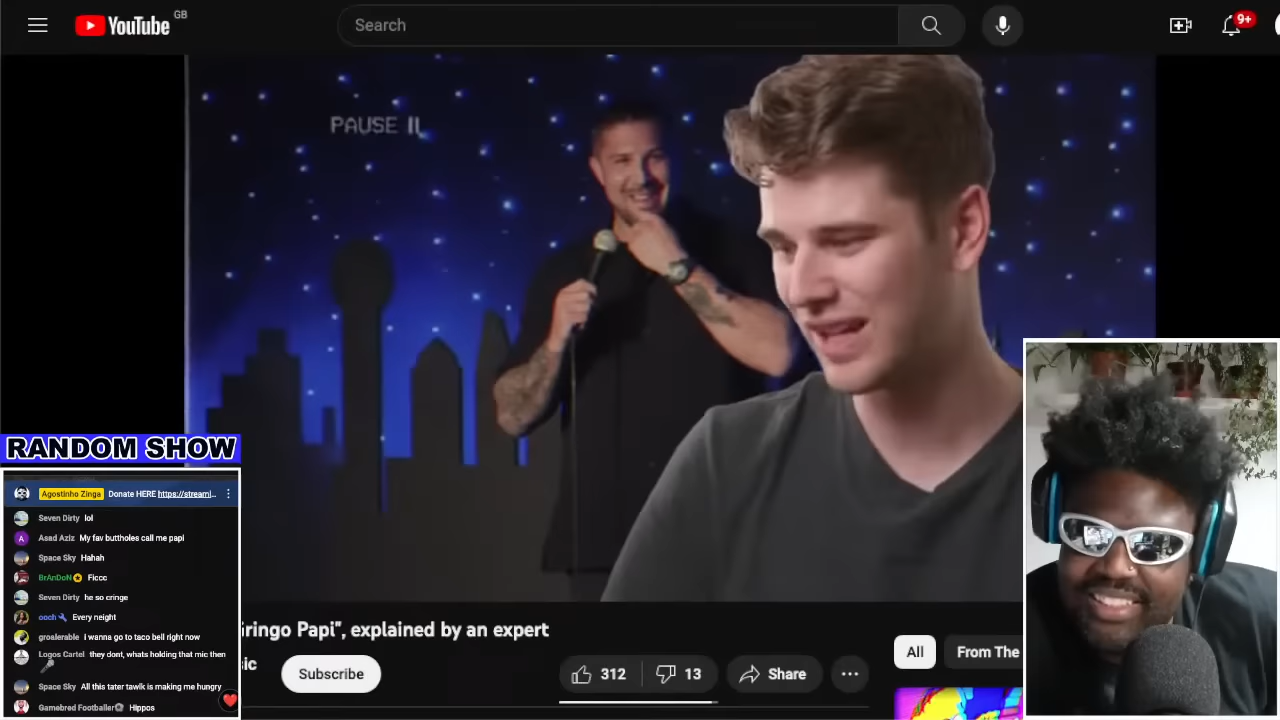 YouTube GB
Search
9+
PAUSE
RANDOM SHOW
Agostinho Zinga Donate HERE https://streaml...
Seven Dirty lol
Asad Aziz My fav buttholes call me papi
Space Sky Hahah
BrAnDoN Ficcc
Seven Dirty he so cringe
ooch Every neight
groalerable i wanna go to taco bell right now
Logos Cartel they dont, whats holding that mic then
Space Sky All this tater tawlk is making me hungry
Gamebred Footballer Hippos
ringo Papi", explained by an expert
sic
Subscribe
312
13
Share
All
From The